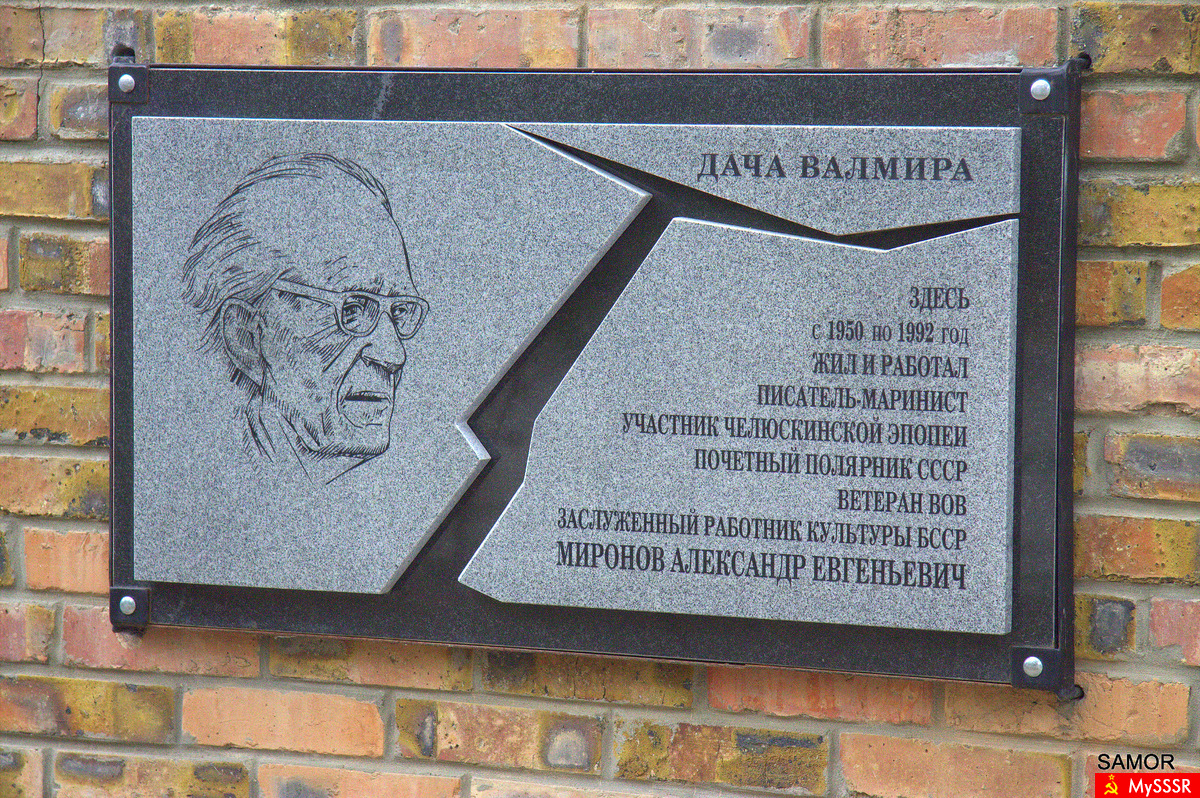 ДАЧА ВАЛМИРА
ЗДЕСЬ
с 1950 по 1992 год
ЖИЛ И РАБОТАЛ
ПИСАТЕЛЬ-МАРИНИСТ
УЧАСТНИК ЧЕЛЮСКИНСКОЙ ЭПОПЕИ
ПОЧЕТНЫЙ ПОЛЯРНИК СССР
ВЕТЕРАН ВОВ
ЗАСЛУЖЕННЫЙ РАБОТНИК КУЛЬТУРЫ БССР
МИРОНОВ АЛЕКСАНДР ЕВГЕНЬЕВИЧ
SAMOR
MySSSR